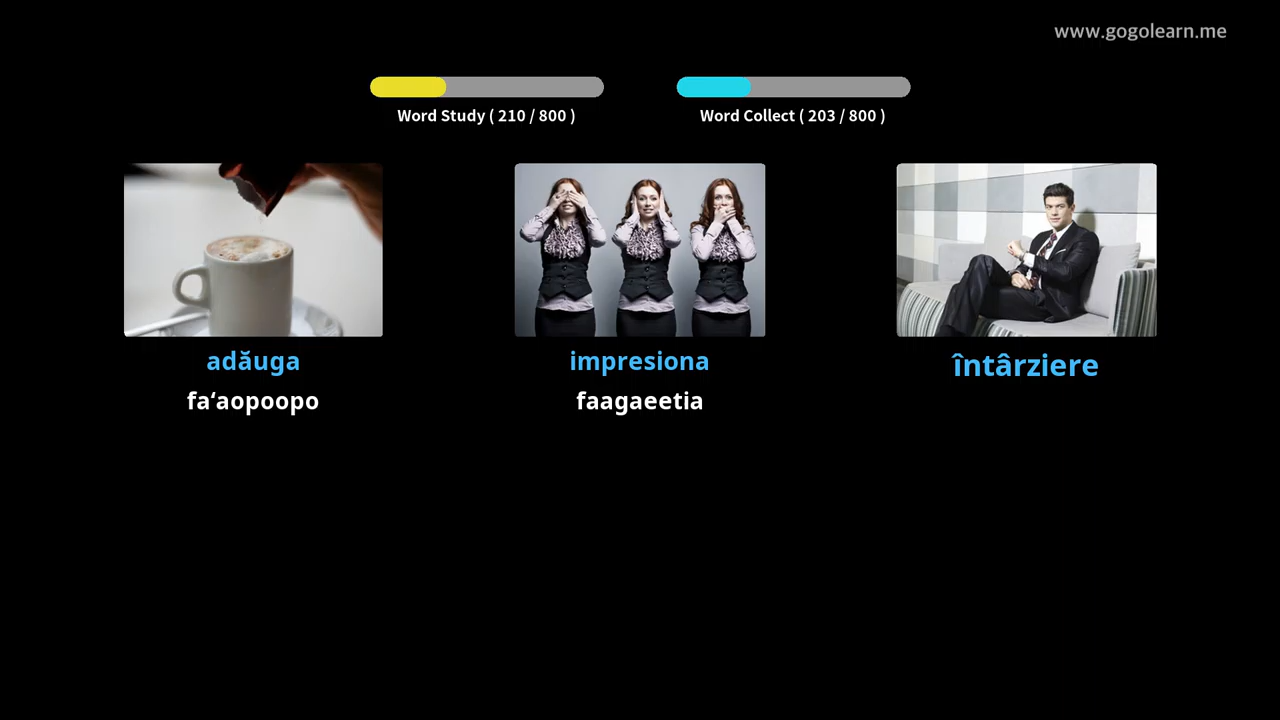 www.gogolearn.me
Word Study ( 210 / 800 )
Word Collect ( 203 / 800 )
adăuga
impresiona
întârziere
fa‘aopoopo
faagaeetia